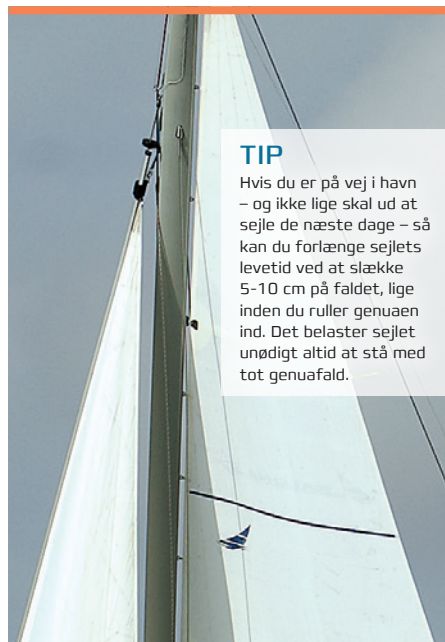 TIP
Hvis du er på vej i havn
– og ikke lige skal ud at
sejle de næste dage – så
kan du forlænge sejlets
levetid ved at slække
5-10 cm på faldet, lige
inden du ruller genuaen
ind. Det belaster sejlet
unødigt altid at stå med
tot genuafald.